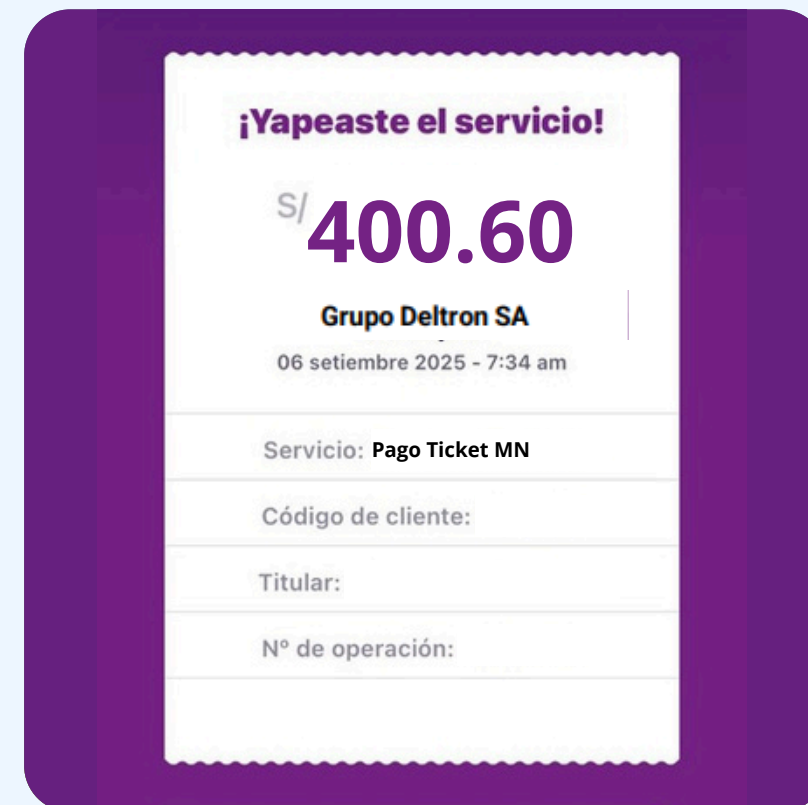 ¡Yapeaste el servicio!
S/400.60
Grupo Deltron SA
06 setiembre 2025 - 7:34 am
Servicio: Pago Ticket MN
Código de cliente:
Titular:
Nº de operación: